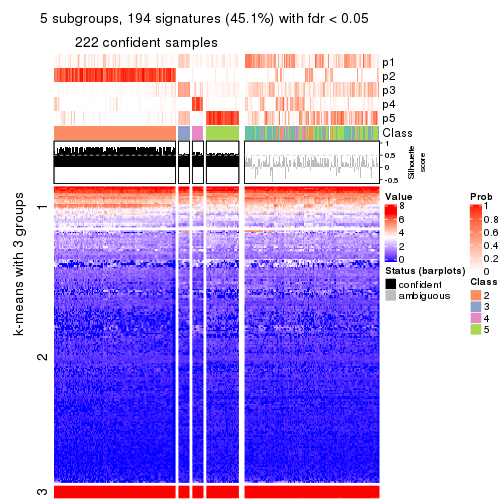 5 subgroups, 194 signatures (45.1%) with fdr < 0.05
222 confident samples
p1
p2
p3
p4
p5
Class
1
0.5
0
-0.5
Silhouette
score
k-means with 3 groups
1
2
3
Value
8
6
4
2
0
Status (barplots)
confident
ambiguous
Prob
1
0.8
0.6
0.4
0.2
0
Class
2
3
4
5